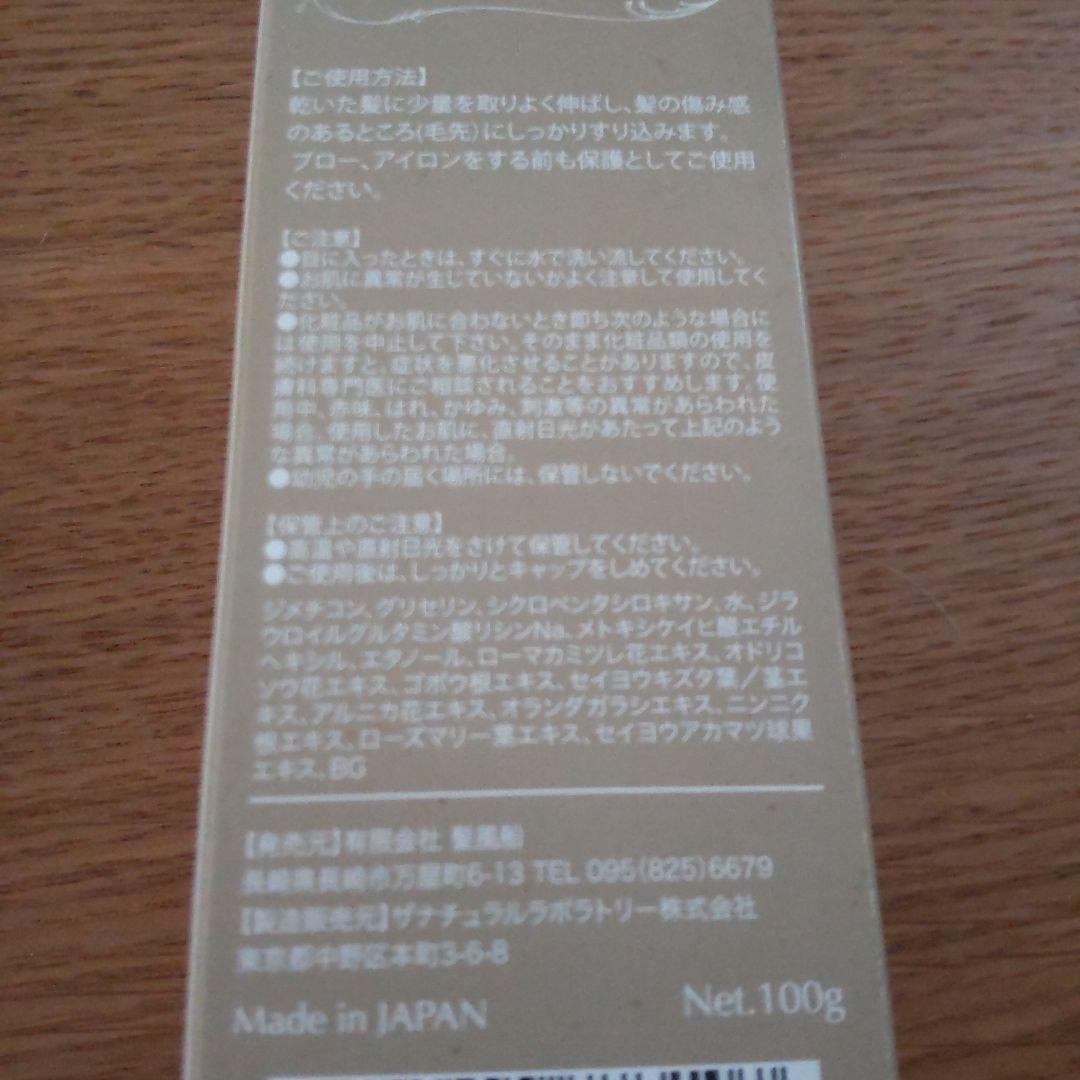 【ご使用方法】
乾いた髪に少量を取りよく伸ばし、髪の傷み感
のあるところ(毛先)にしっかりすり込みます。
ブロー、アイロンをする前も保護としてご使用
ください。
【ご注意】
●目に入ったときは、すぐに水で洗い流してください。
●お肌に異常が生じていないかよく注意して使用してく
ださい。
●化粧品がお肌に合わないとき即ち次のような場合に
は使用を中止して下さい。そのまま化粧品類の使用を
続けますと、症状を悪化させることがありますので、皮
膚科専門医にご相談されることをおすすめします。使
用中、赤味、はれ、かゆみ、刺激等の異常があらわれた
場合、使用したお肌に、直射日光があたって上記のよう
な異常があらわれた場合。
●幼児の手の届く場所には、保管しないでください。
【保管上のご注意】
●高温や直射日光をさけて保管してください。
●ご使用後は、しっかりとキャップをしめてください。
ジメチコン、グリセリン、シクロペンタシロキサン、水、ジラ
ウロイルグルタミン酸リシンNa、メトキシケイヒ酸エチル
ヘキシル、エタノール、ローマカミツレ花エキス、オドリコ
ソウ花エキス、ゴボウ根エキス、セイヨウキズタ葉/茎エ
キス、アルニカ花エキス、オランダガラシエキス、ニンニク
根エキス、ローズマリー葉エキス、セイヨウアカマツ球果
エキス、BG
【発売元】有限会社 髪風船
長崎県長崎市万屋町6-13 TEL 095(825)6679
【製造販売元】ザナチュラルラボラトリー株式会社
東京都中野区本町3-6-8
Made in JAPAN
Net.100g